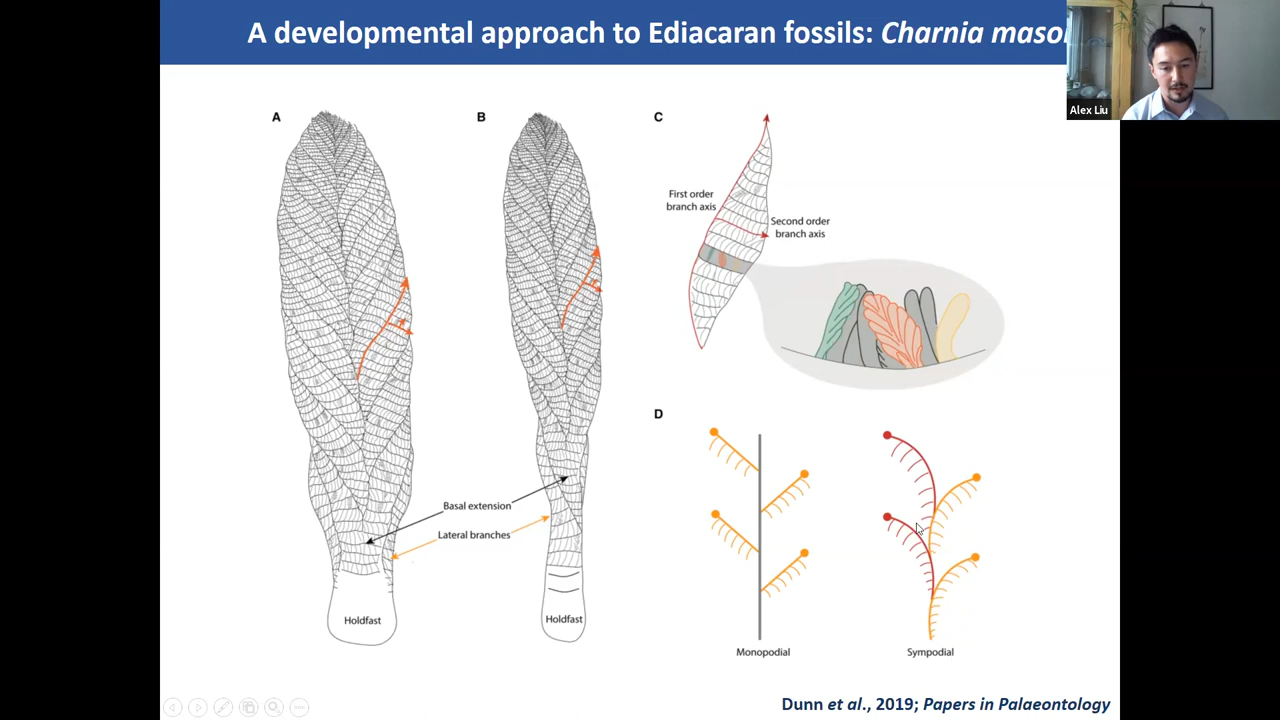 A developmental approach to Ediacaran fossils: Charnia maso
Alex Liu
A
B
C
First order
branch axis
Second order
branch axis
D
Basal extension
Lateral branches
Holdfast
Holdfast
Monopodial
Sympodial
Dunn et al., 2019; Papers in Palaeontology